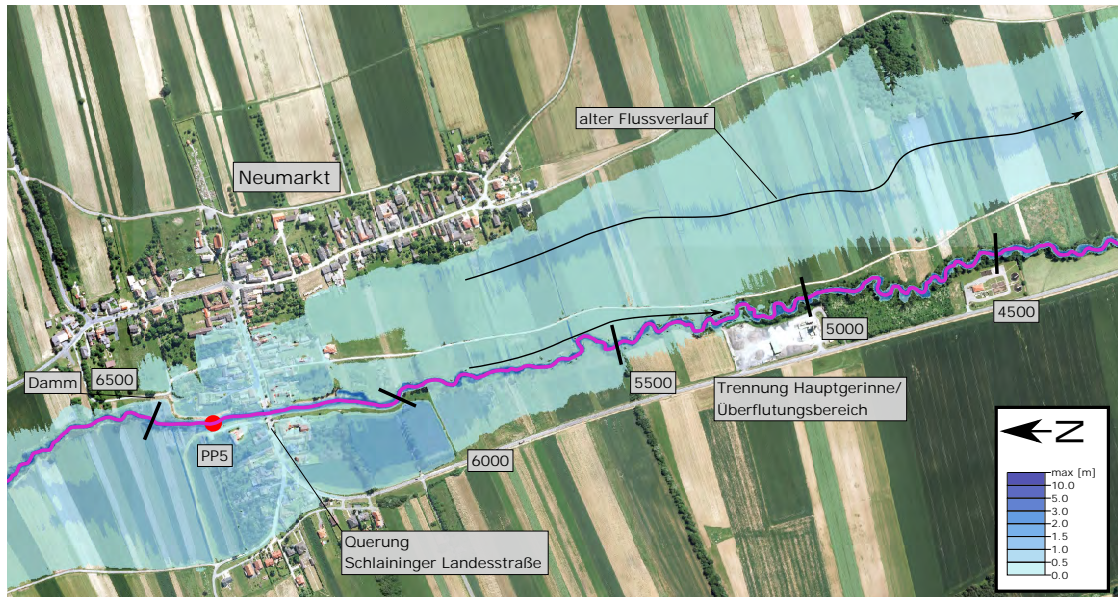 alter Flussverlauf
Neumarkt
Damm
6500
PP5
6000
5500
5000
4500
Trennung Hauptgerinne/
Überflutungsbereich
Querung
Schlaininger Landesstraße
N
max [m]
10.0
5.0
3.0
2.0
1.5
1.0
0.5
0.0